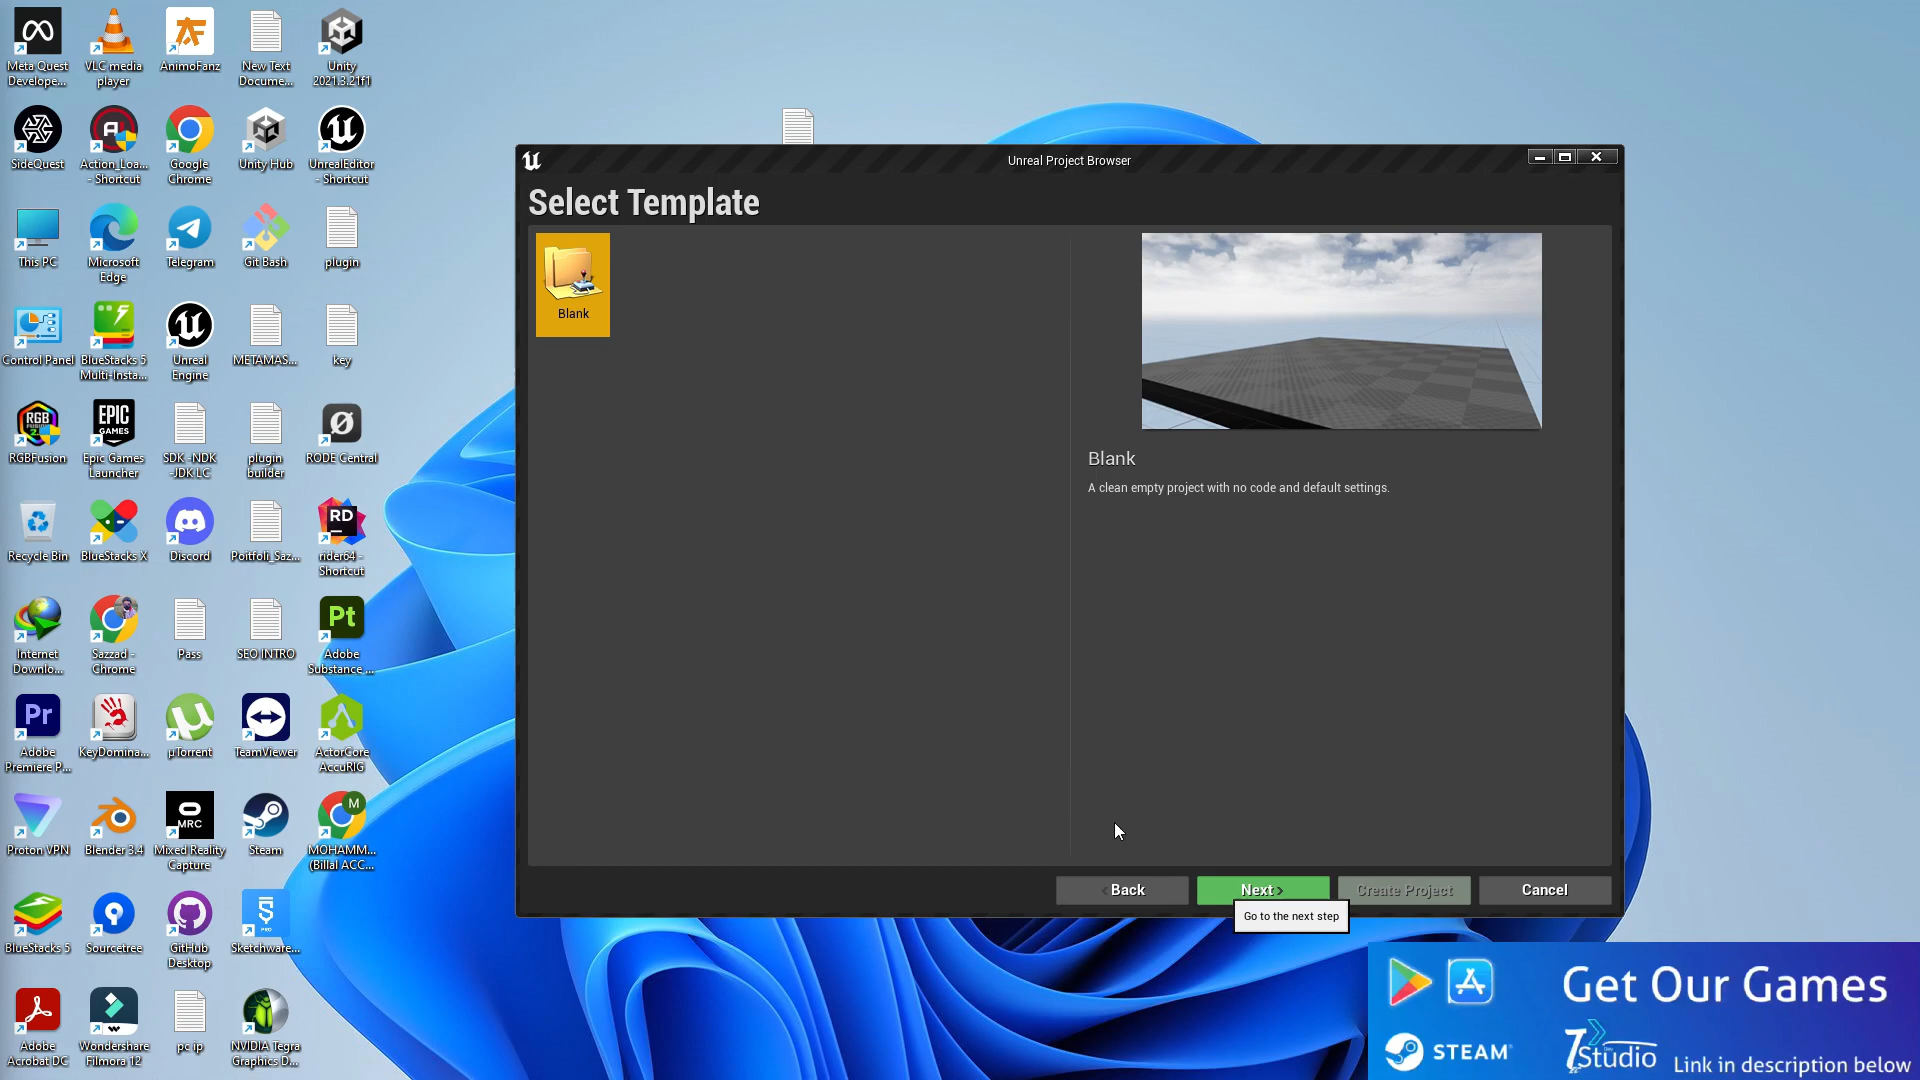 Meta Quest
Develope...
VLC media
player
AnimoFanz
New Text
Docume...
Unity
2021.3.21f1
SideQuest
Action_Loa...
- Shortcut
Google
Chrome
Unity Hub
UnrealEditor
- Shortcut
This PC
Microsoft
Edge
Telegram
Git Bash
plugin
Control Panel
BlueStacks 5
Multi-Insta...
Unreal
Engine
METAMAS...
key
RGBFusion
EPIC
GAMES
Epic Games
Launcher
SDK -NDK
-JDK LC
plugin
builder
RODE Central
Recycle Bin
BlueStacks X
Discord
Poitfoli_Saz...
RD
rider64 -
Shortcut
Internet
Downlo...
Sazzad -
Chrome
Pass
SEO INTRO
Pt
Adobe
Substance ...
Pr
Adobe
Premiere P...
KeyDomina...
µTorrent
TeamViewer
ActorCore
AccuRIG
Proton VPN
Blender 3.4
MRC
Mixed Reality
Capture
Steam
M
MOHAMM...
(Billal ACC...
BlueStacks 5
Sourcetree
GitHub
Desktop
PRO
Sketchware...
Adobe
Acrobat DC
Wondershare
Filmora 12
pc ip
NVIDIA Tegra
Graphics D...
Unreal Project Browser
Select Template
Blank
Blank
A clean empty project with no code and default settings.
< Back
Next >
Create Project
Cancel
Go to the next step
Get Our Games
STEAM
7Studio
Link in description below